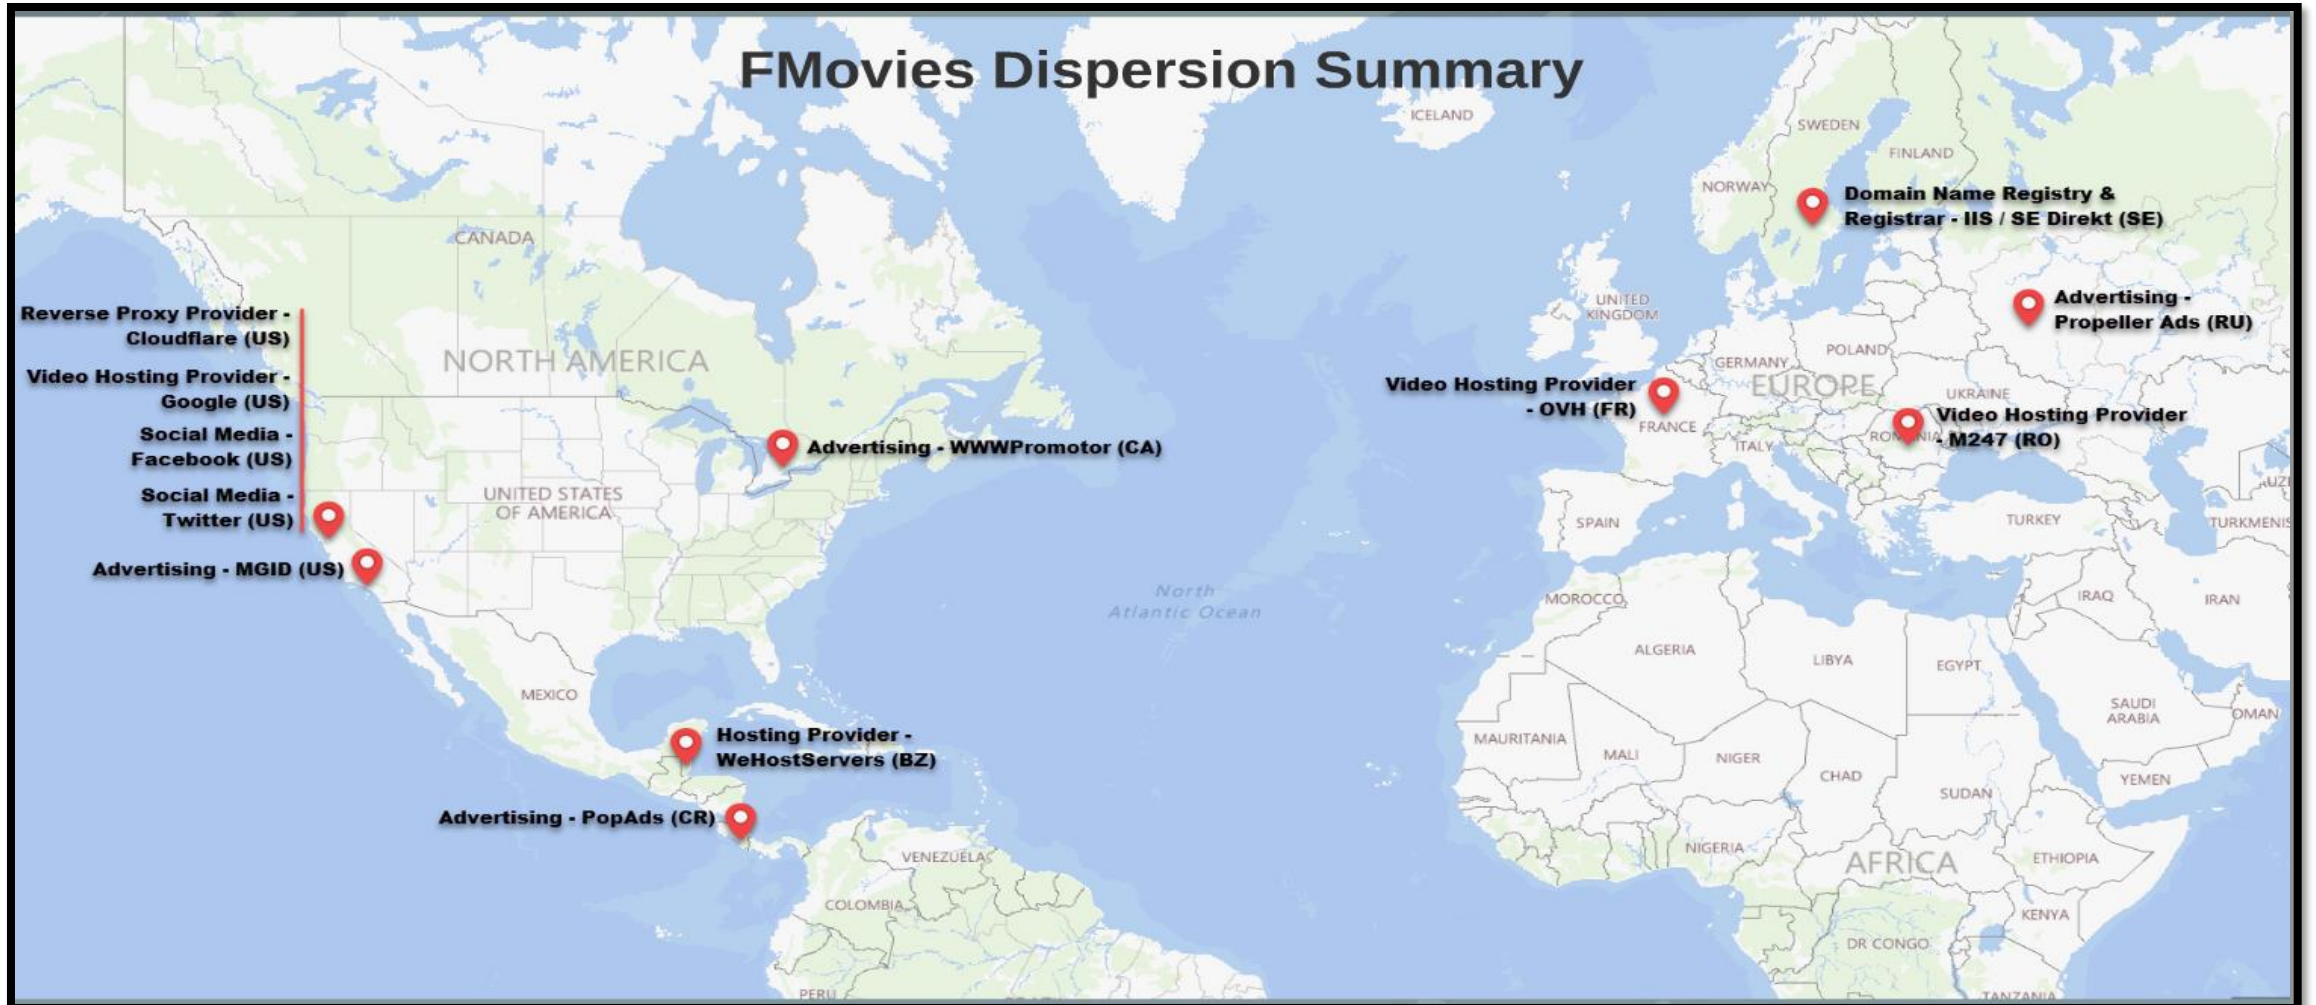 FMovies Dispersion Summary
ICELAND
SWEDEN
FINLAND
NORWAY
Domain Name Registry &
Registrar - IIS / SE Direkt (SE)
CANADA
Reverse Proxy Provider -
Cloudflare (US)
Video Hosting Provider -
Google (US)
Social Media -
Facebook (US)
Social Media -
Twitter (US)
Advertising - MGID (US)
NORTH AMERICA
Advertising - WWWPromotor (CA)
UNITED STATES
OF AMERICA
UNITED
KINGDOM
Advertising -
Propeller Ads (RU)
GERMANY
POLAND
EUROPE
UKRAINE
Video Hosting Provider
- OVH (FR)
FRANCE
Video Hosting Provider
- M247 (RO)
ITALY
SPAIN
TURKEY
TURKMENIS
North
Atlantic Ocean
MOROCCO
IRAQ
IRAN
ALGERIA
LIBYA
EGYPT
MEXICO
SAUDI
ARABIA
OMAN
Hosting Provider -
WeHostServers (BZ)
MAURITANIA
MALI
NIGER
CHAD
SUDAN
YEMEN
Advertising - PopAds (CR)
VENEZUELA
NIGERIA
AFRICA
ETHIOPIA
COLOMBIA
KENYA
DR CONGO
PERU
TANZANIA